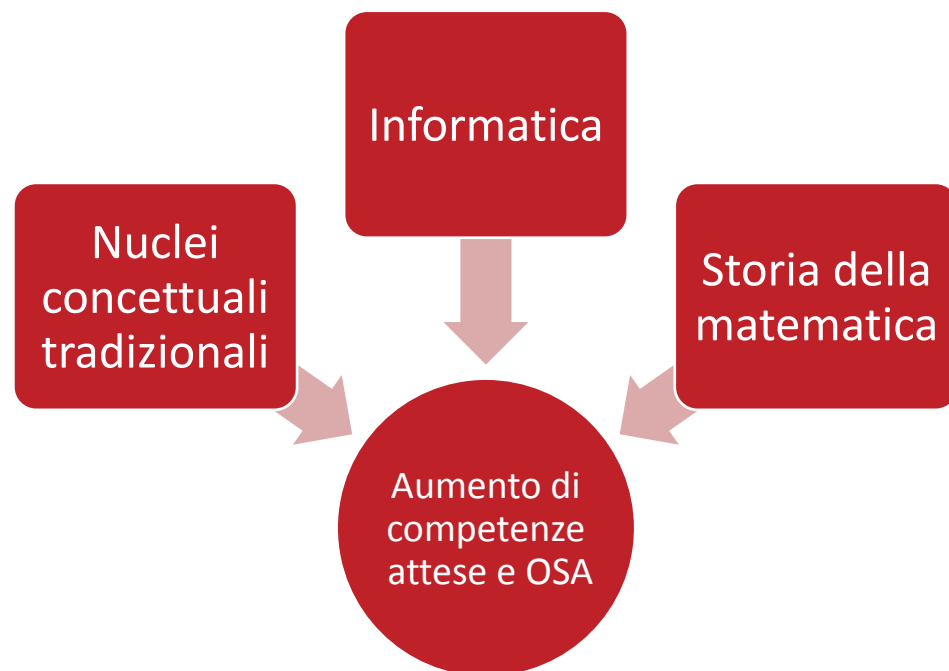 Informatica
Nuclei
concettuali
tradizionali
Storia della
matematica
Aumento di
competenze
attese e OSA